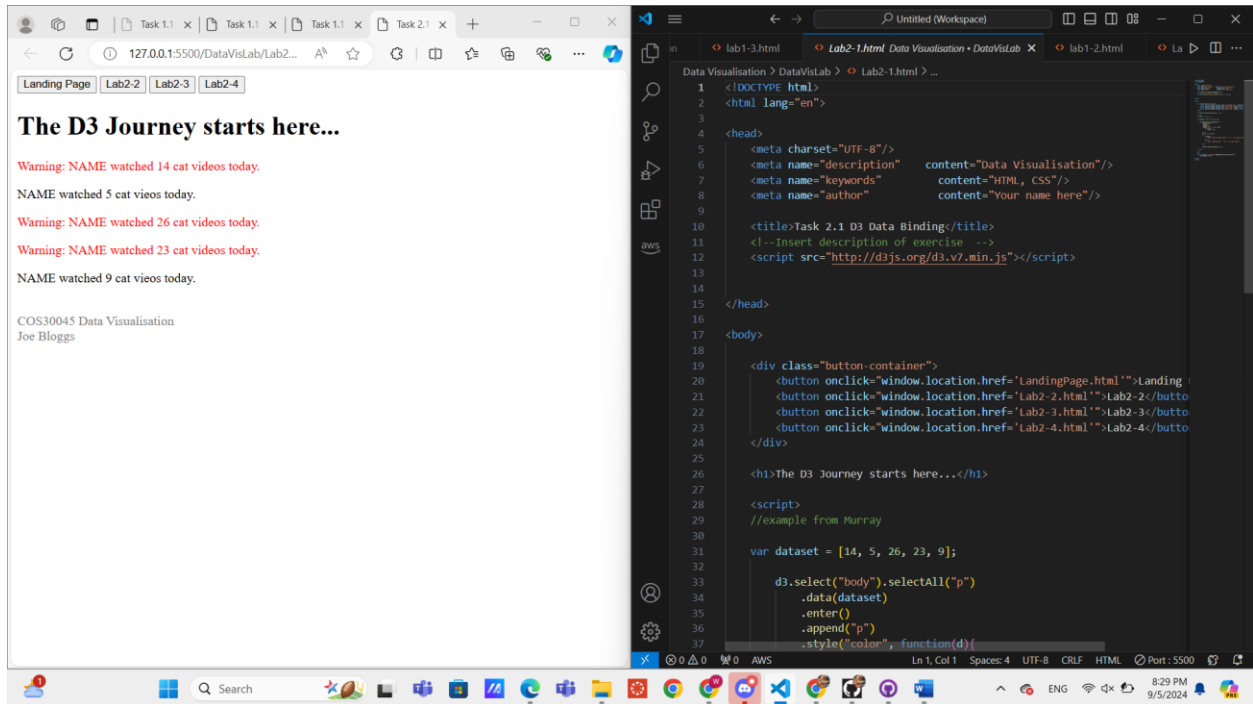 Task 1.1
Task 1.1
Task 1.1
Task 2.1
127.0.0.1:5500/DataVisLab/Lab2...
Landing Page Lab2-2 Lab2-3 Lab2-4
The D3 Journey starts here...
Warning: NAME watched 14 cat videos today.
NAME watched 5 cat vieos today.
Warning: NAME watched 26 cat videos today.
Warning: NAME watched 23 cat videos today.
NAME watched 9 cat vieos today.
COS30045 Data Visualisation
Joe Bloggs
Untitled (Workspace)
lab1-3.html Lab2-1.html Data Visualisation • DataVisLab lab1-2.html La
Data Visualisation > DataVisLab > Lab2-1.html > ...
aws
1 <!DOCTYPE html>
2 <html lang="en">
3
4 <head>
5 <meta charset="UTF-8"/>
6 <meta name="description" content="Data Visualisation"/>
7 <meta name="keywords" content="HTML, CSS"/>
8 <meta name="author" content="Your name here"/>
9
10 <title>Task 2.1 D3 Data Binding</title>
11 <!--Insert description of exercise -->
12 <script src="http://d3js.org/d3.v7.min.js"></script>
13
14
15 </head>
16
17 <body>
18
19 <div class="button-container">
20 <button onclick="window.location.href='LandingPage.html'">Landing
21 <button onclick="window.location.href='Lab2-2.html'">Lab2-2</butto
22 <button onclick="window.location.href='Lab2-3.html'">Lab2-3</butto
23 <button onclick="window.location.href='Lab2-4.html'">Lab2-4</butto
24 </div>
25
26 <h1>The D3 Journey starts here...</h1>
27
28 <script>
29 //example from Murray
30
31 var dataset = [14, 5, 26, 23, 9];
32
33 d3.select("body").selectAll("p")
34 .data(dataset)
35 .enter()
36 .append("p")
37 .style("color", function(d){
0 0 0 AWS Ln 1, Col 1 Spaces: 4 UTF-8 CRLF HTML Port : 5500
1 Search ENG 8:29 PM
9/5/2024